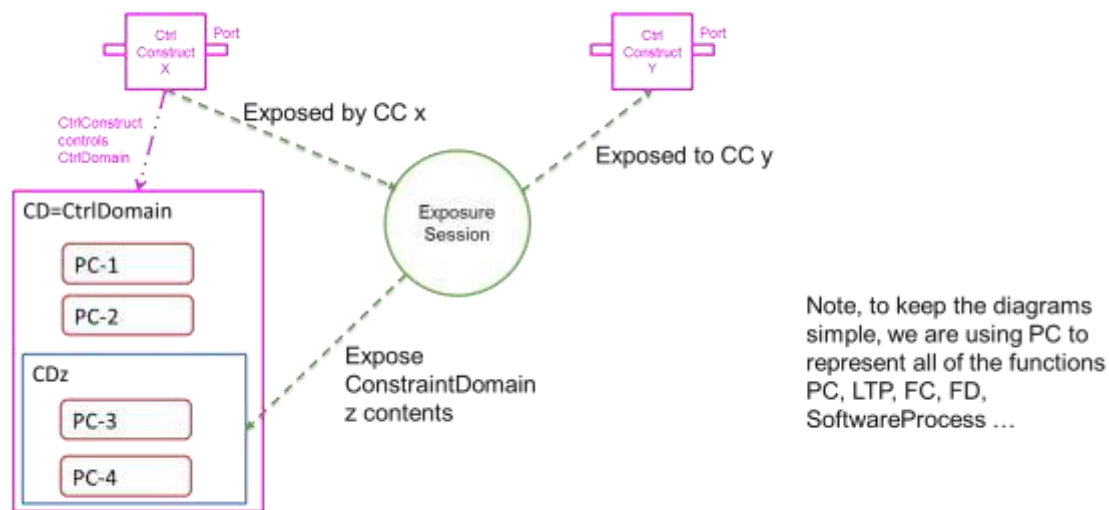 Ctrl
Construct
X
Port
Ctrl
Construct
Y
Port
CtrlConstruct
controls
CtrlDomain
Exposed by CC x
Exposed to CC y
Exposure
Session
CD=CtrlDomain
PC-1
PC-2
CDz
PC-3
PC-4
Expose
ConstraintDomain
z contents
Note, to keep the diagrams
simple, we are using PC to
represent all of the functions
PC, LTP, FC, FD,
SoftwareProcess …